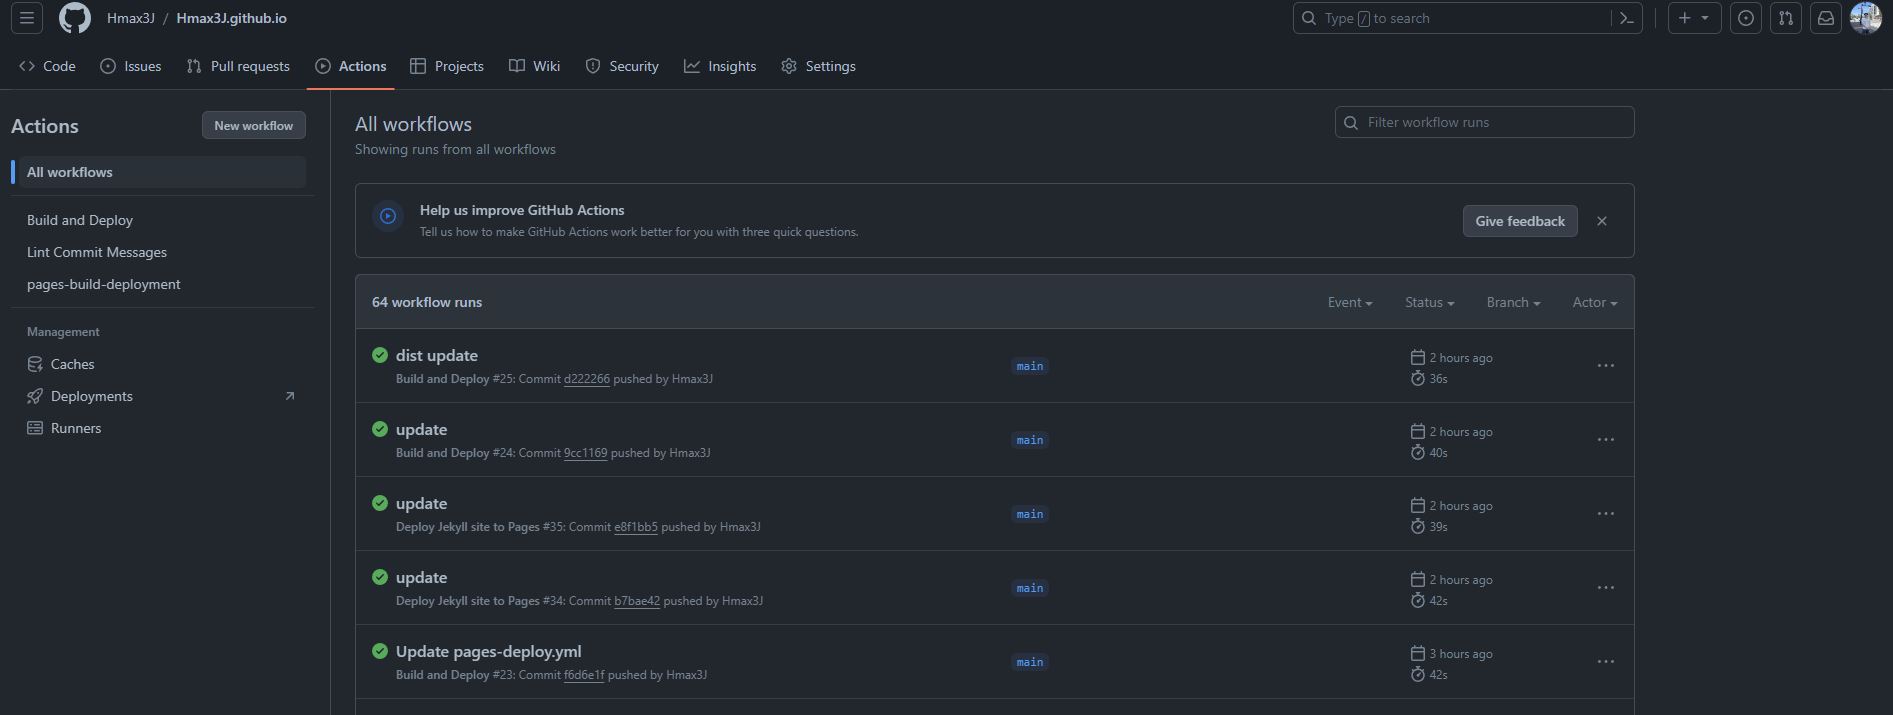 Hmax3J / Hmax3J.github.io
Type / to search
Code
Issues
Pull requests
Actions
Projects
Wiki
Security
Insights
Settings
Actions
New workflow
All workflows
Build and Deploy
Lint Commit Messages
pages-build-deployment
Management
Caches
Deployments
Runners
All workflows
Showing runs from all workflows
Filter workflow runs
Help us improve GitHub Actions
Tell us how to make GitHub Actions work better for you with three quick questions.
Give feedback
64 workflow runs
Event
Status
Branch
Actor
dist update
Build and Deploy #25: Commit d222266 pushed by Hmax3J
main
2 hours ago
36s
update
Build and Deploy #24: Commit 9cc1169 pushed by Hmax3J
main
2 hours ago
40s
update
Deploy Jekyll site to Pages #35: Commit e8f1bb5 pushed by Hmax3J
main
2 hours ago
39s
update
Deploy Jekyll site to Pages #34: Commit b7bae42 pushed by Hmax3J
main
2 hours ago
42s
Update pages-deploy.yml
Build and Deploy #23: Commit f6d6e1f pushed by Hmax3J
main
3 hours ago
42s